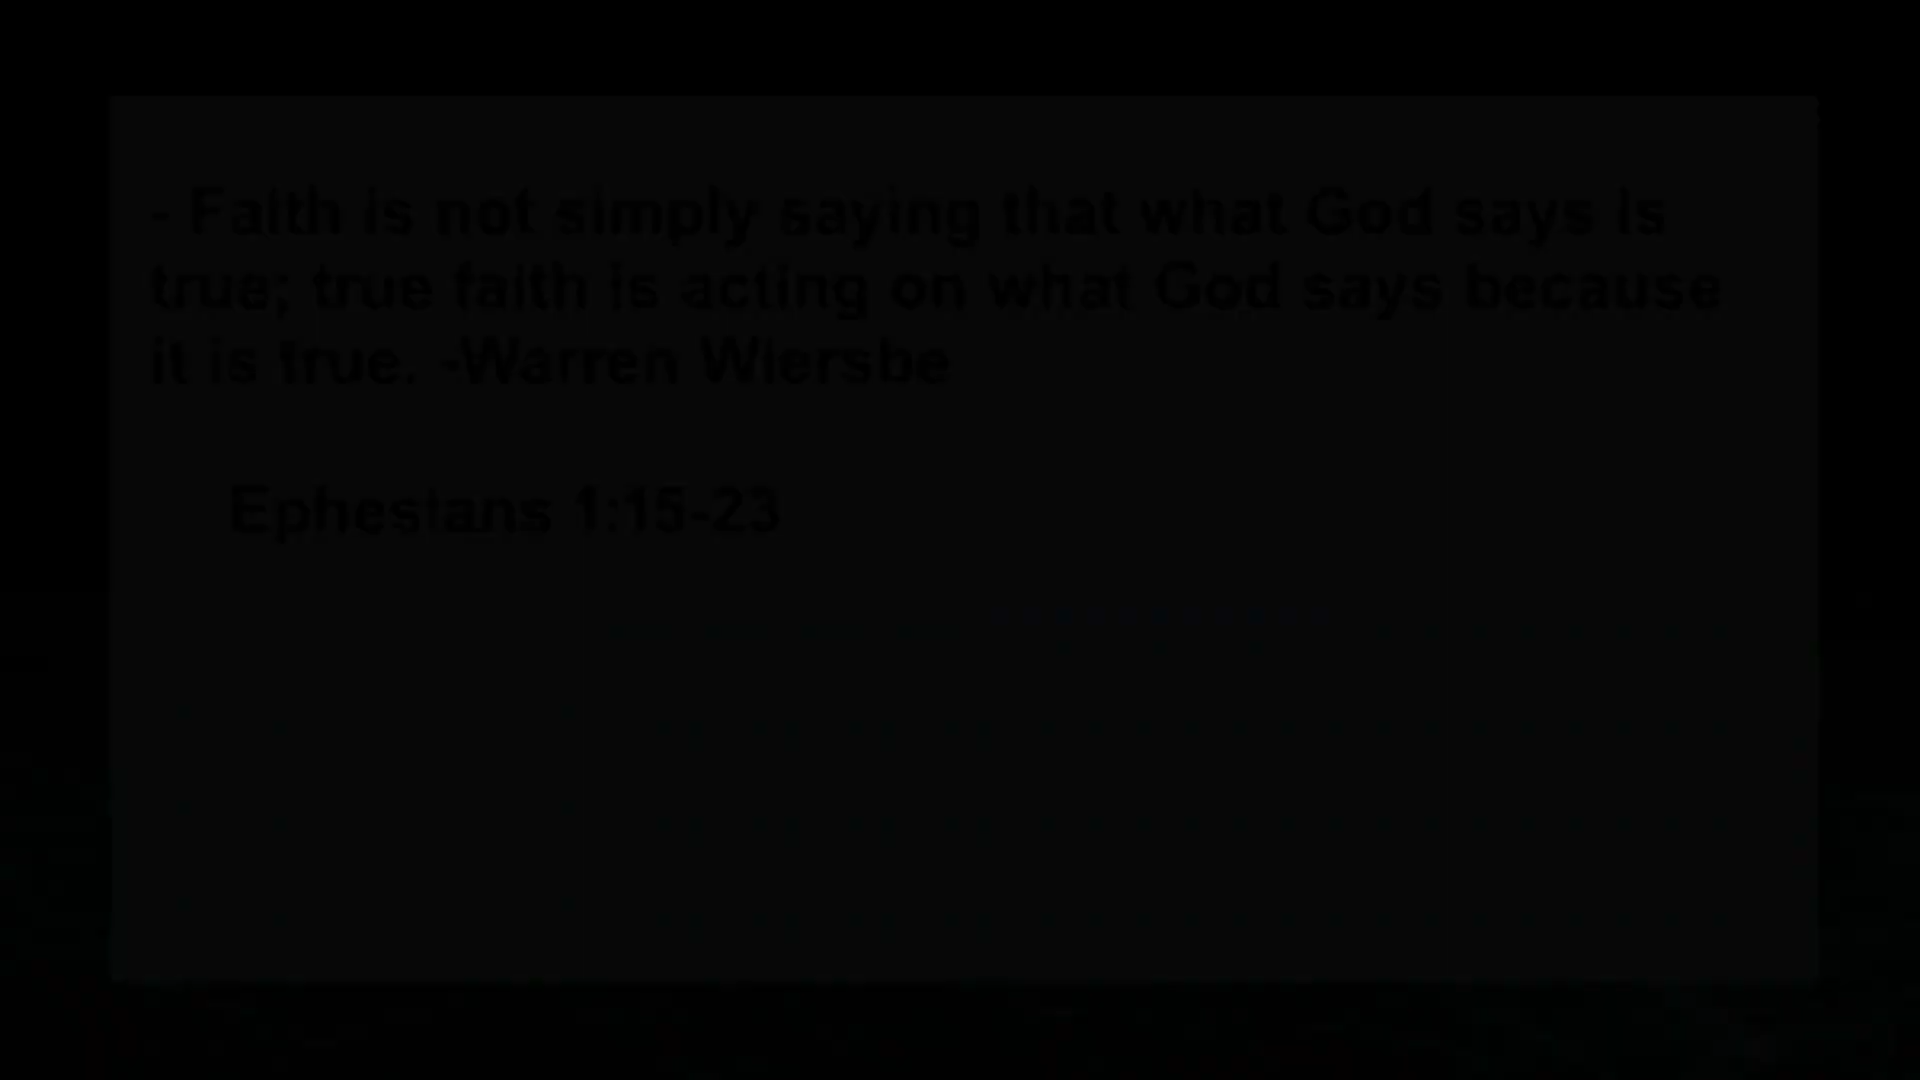 - Faith is not simply saying that what God says is
true; true faith is acting on what God says because
it is true. -Warren Wiersbe
Ephesians 1:15-23